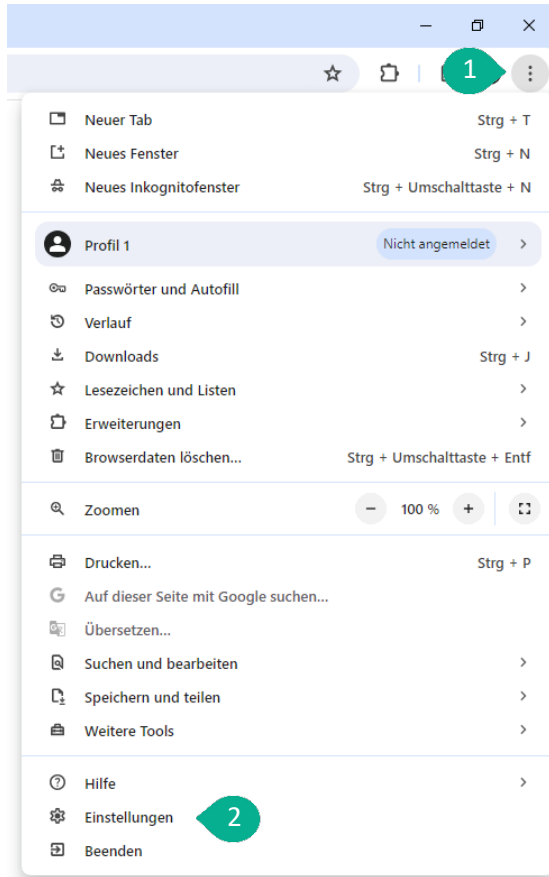 1
Neuer Tab Strg + T
Neues Fenster Strg + N
Neues Inkognitofenster Strg + Umschalttaste + N
Profil 1 Nicht angemeldet
Passwörter und Autofill
Verlauf
Downloads Strg + J
Lesezeichen und Listen
Erweiterungen
Browserdaten löschen... Strg + Umschalttaste + Entf
Zoomen − 100 % +
Drucken... Strg + P
Auf dieser Seite mit Google suchen...
Übersetzen...
Suchen und bearbeiten
Speichern und teilen
Weitere Tools
Hilfe
Einstellungen 2
Beenden